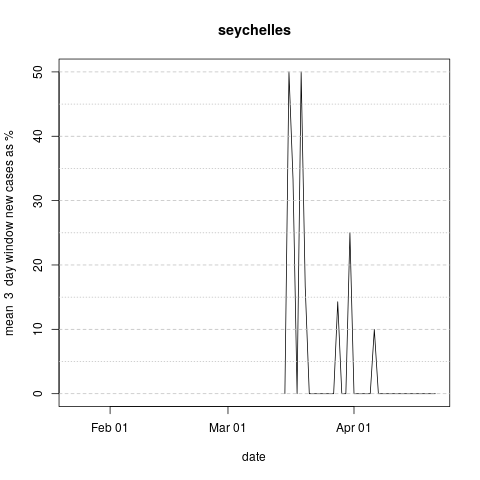 seychelles
mean  3  day window new cases as %
50
40
30
20
10
0
Feb 01
Mar 01
Apr 01
date